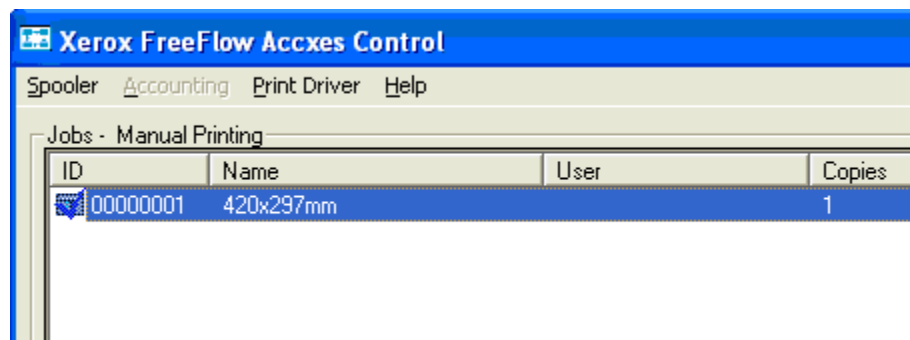 Xerox FreeFlow Accxes Control
Spooler Accounting Print Driver Help
Jobs - Manual Printing
ID Name User Copies
00000001 420x297mm 1